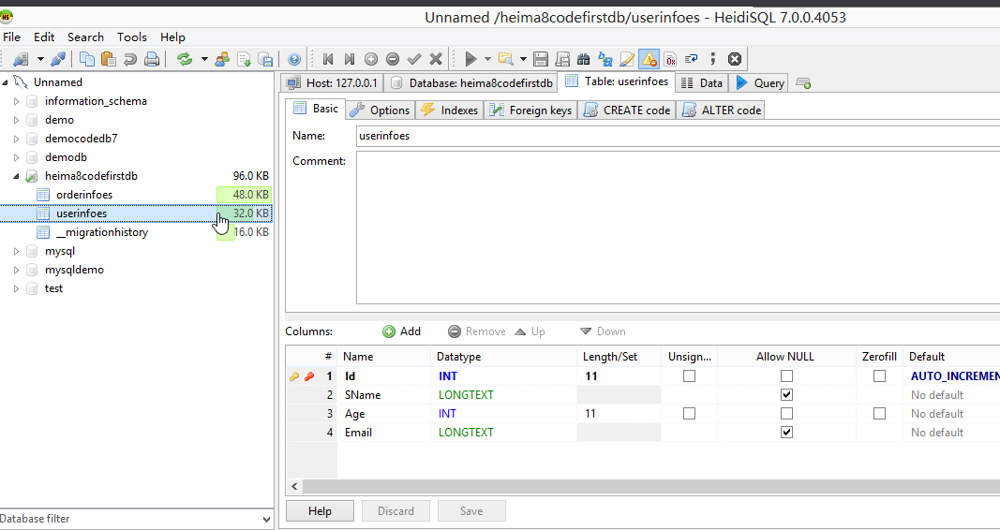 Unnamed /heima8codefirstdb/userinfoes - HeidiSQL 7.0.0.4053
File Edit Search Tools Help
Unnamed
information_schema
demo
democodedb7
demodb
heima8codefirstdb 96.0 KB
orderinfoes 48.0 KB
userinfoes 32.0 KB
__migrationhistory 16.0 KB
mysql
mysqldemo
test
Database filter
Host: 127.0.0.1 Database: heima8codefirstdb Table: userinfoes Data Query
Basic Options Indexes Foreign keys CREATE code ALTER code
Name: userinfoes
Comment:
Columns: Add Remove Up Down
# Name Datatype Length/Set Unsign... Allow NULL Zerofill Default
1 Id INT 11 AUTO_INCREMEN
2 SName LONGTEXT No default
3 Age INT 11 No default
4 Email LONGTEXT No default
Help Discard Save